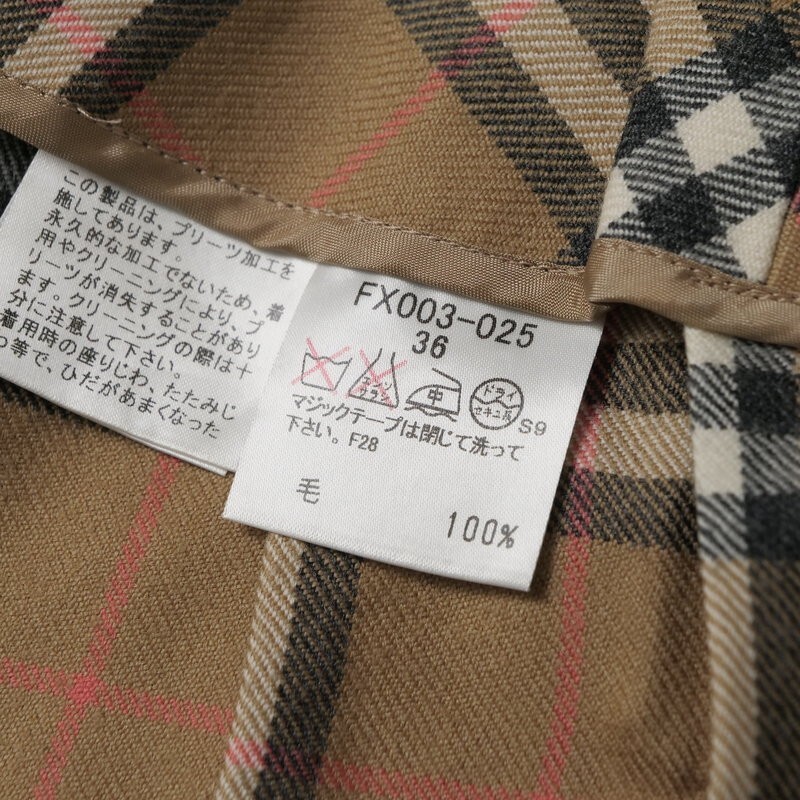 この製品は、プリーツ加工を
施してあります。
永久的な加工でないため、着
用やクリーニングにより、プ
リーツが消失することがあり
ます。クリーニングの際は十
分に注意して下さい。
着用時の座りじわ、たたみじ
わ等で、ひだがあまくなった
FX003-025
36
エンソ
サラシ
中
ドライ
セキユ系
S9
マジックテープは閉じて洗って
下さい。F28
毛
100%